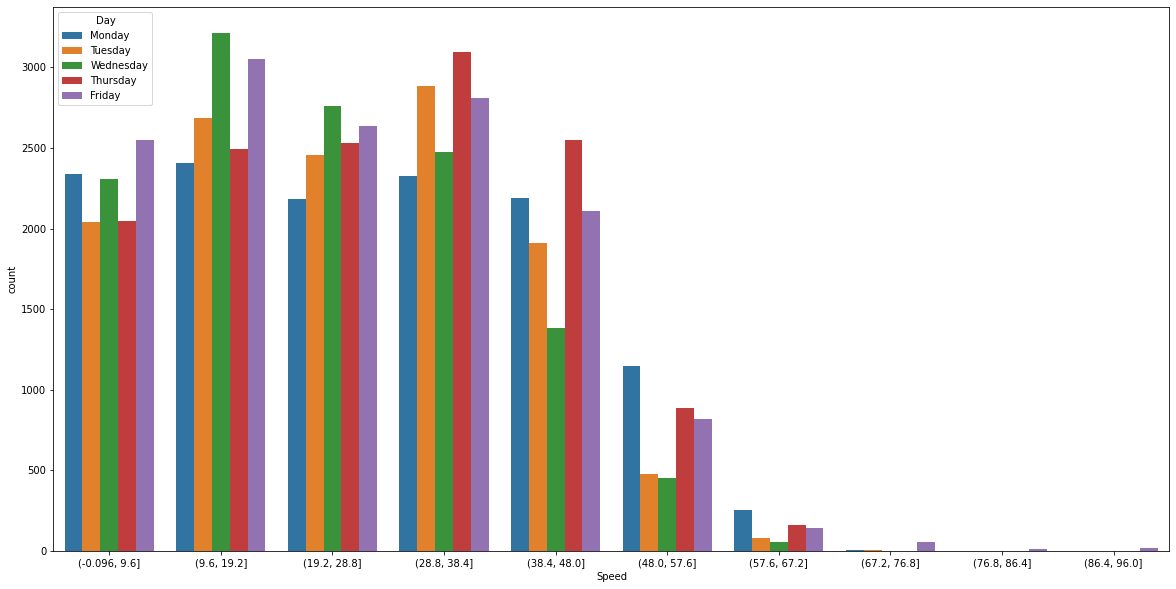 Day
Monday
Tuesday
Wednesday
Thursday
Friday
3000
2500
2000
1500
1000
500
0
count
(-0.096, 9.6] (9.6, 19.2] (19.2, 28.8] (28.8, 38.4] (38.4, 48.0] (48.0, 57.6] (57.6, 67.2] (67.2, 76.8] (76.8, 86.4] (86.4, 96.0]
Speed